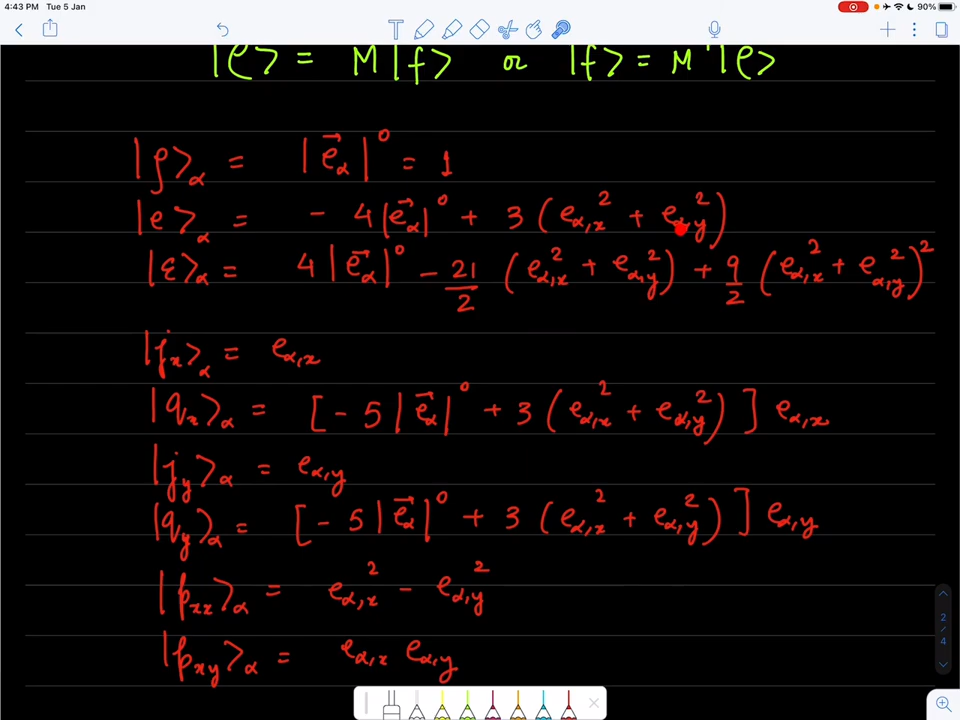 4:43 PM Tue 5 Jan 90%
|ρ> = M|f> or |f> = M⁻¹|ρ>
|ρ>_α = |e⃗_α|⁰ = 1
|e>_α = - 4|e⃗_α|⁰ + 3 (e_α,x² + e_α,y²)
|ε>_α = 4|e⃗_α|⁰ - 21/2 (e_α,x² + e_α,y²) + 9/2 (e_α,x² + e_α,y²)²
|j_x>_α = e_α,x
|q_x>_α = [- 5|e⃗_α|⁰ + 3 (e_α,x² + e_α,y²)] e_α,x
|j_y>_α = e_α,y
|q_y>_α = [- 5|e⃗_α|⁰ + 3 (e_α,x² + e_α,y²)] e_α,y
|p_xx>_α = e_α,x² - e_α,y²
|p_xy>_α = e_α,x e_α,y
2
/
4